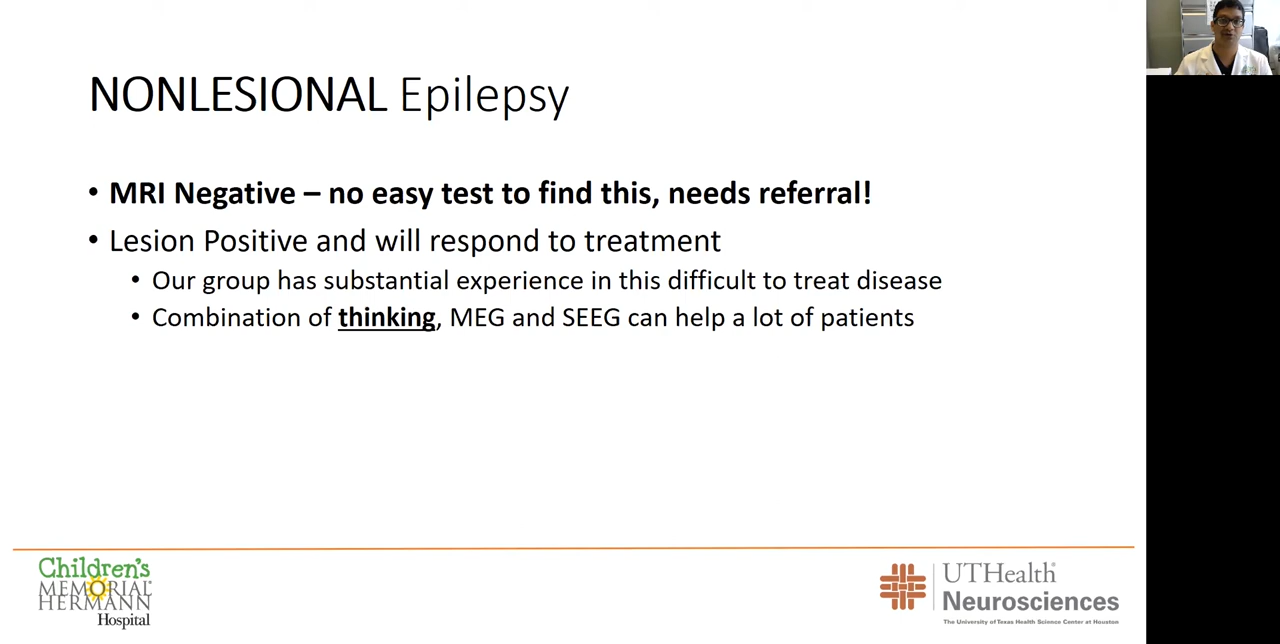 NONLESIONAL Epilepsy
• MRI Negative – no easy test to find this, needs referral!
• Lesion Positive and will respond to treatment
• Our group has substantial experience in this difficult to treat disease
• Combination of thinking, MEG and SEEG can help a lot of patients
Children's
MEMORIAL
HERMANN
Hospital
UTHealth
Neurosciences
The University of Texas Health Science Center at Houston